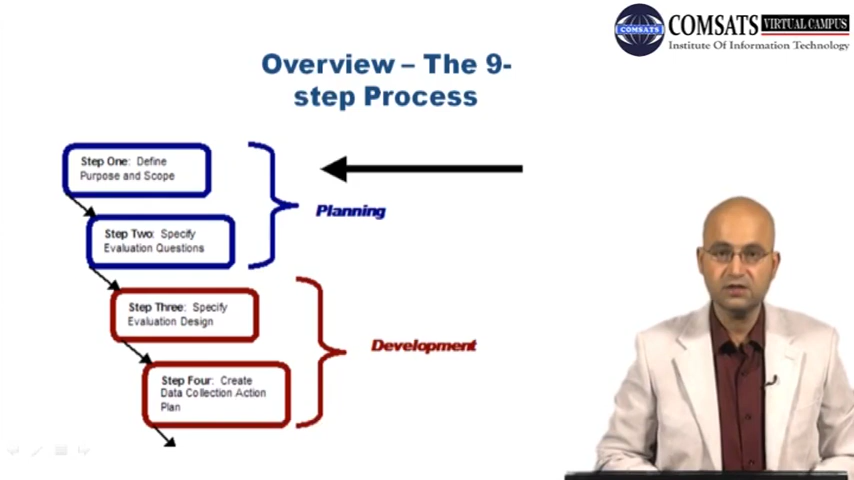 COMSATS VIRTUAL CAMPUS
COMSATS
Institute Of Information Technology
Overview – The 9-
step Process
Step One: Define
Purpose and Scope
Planning
Step Two: Specify
Evaluation Questions
Step Three: Specify
Evaluation Design
Development
Step Four: Create
Data Collection Action
Plan